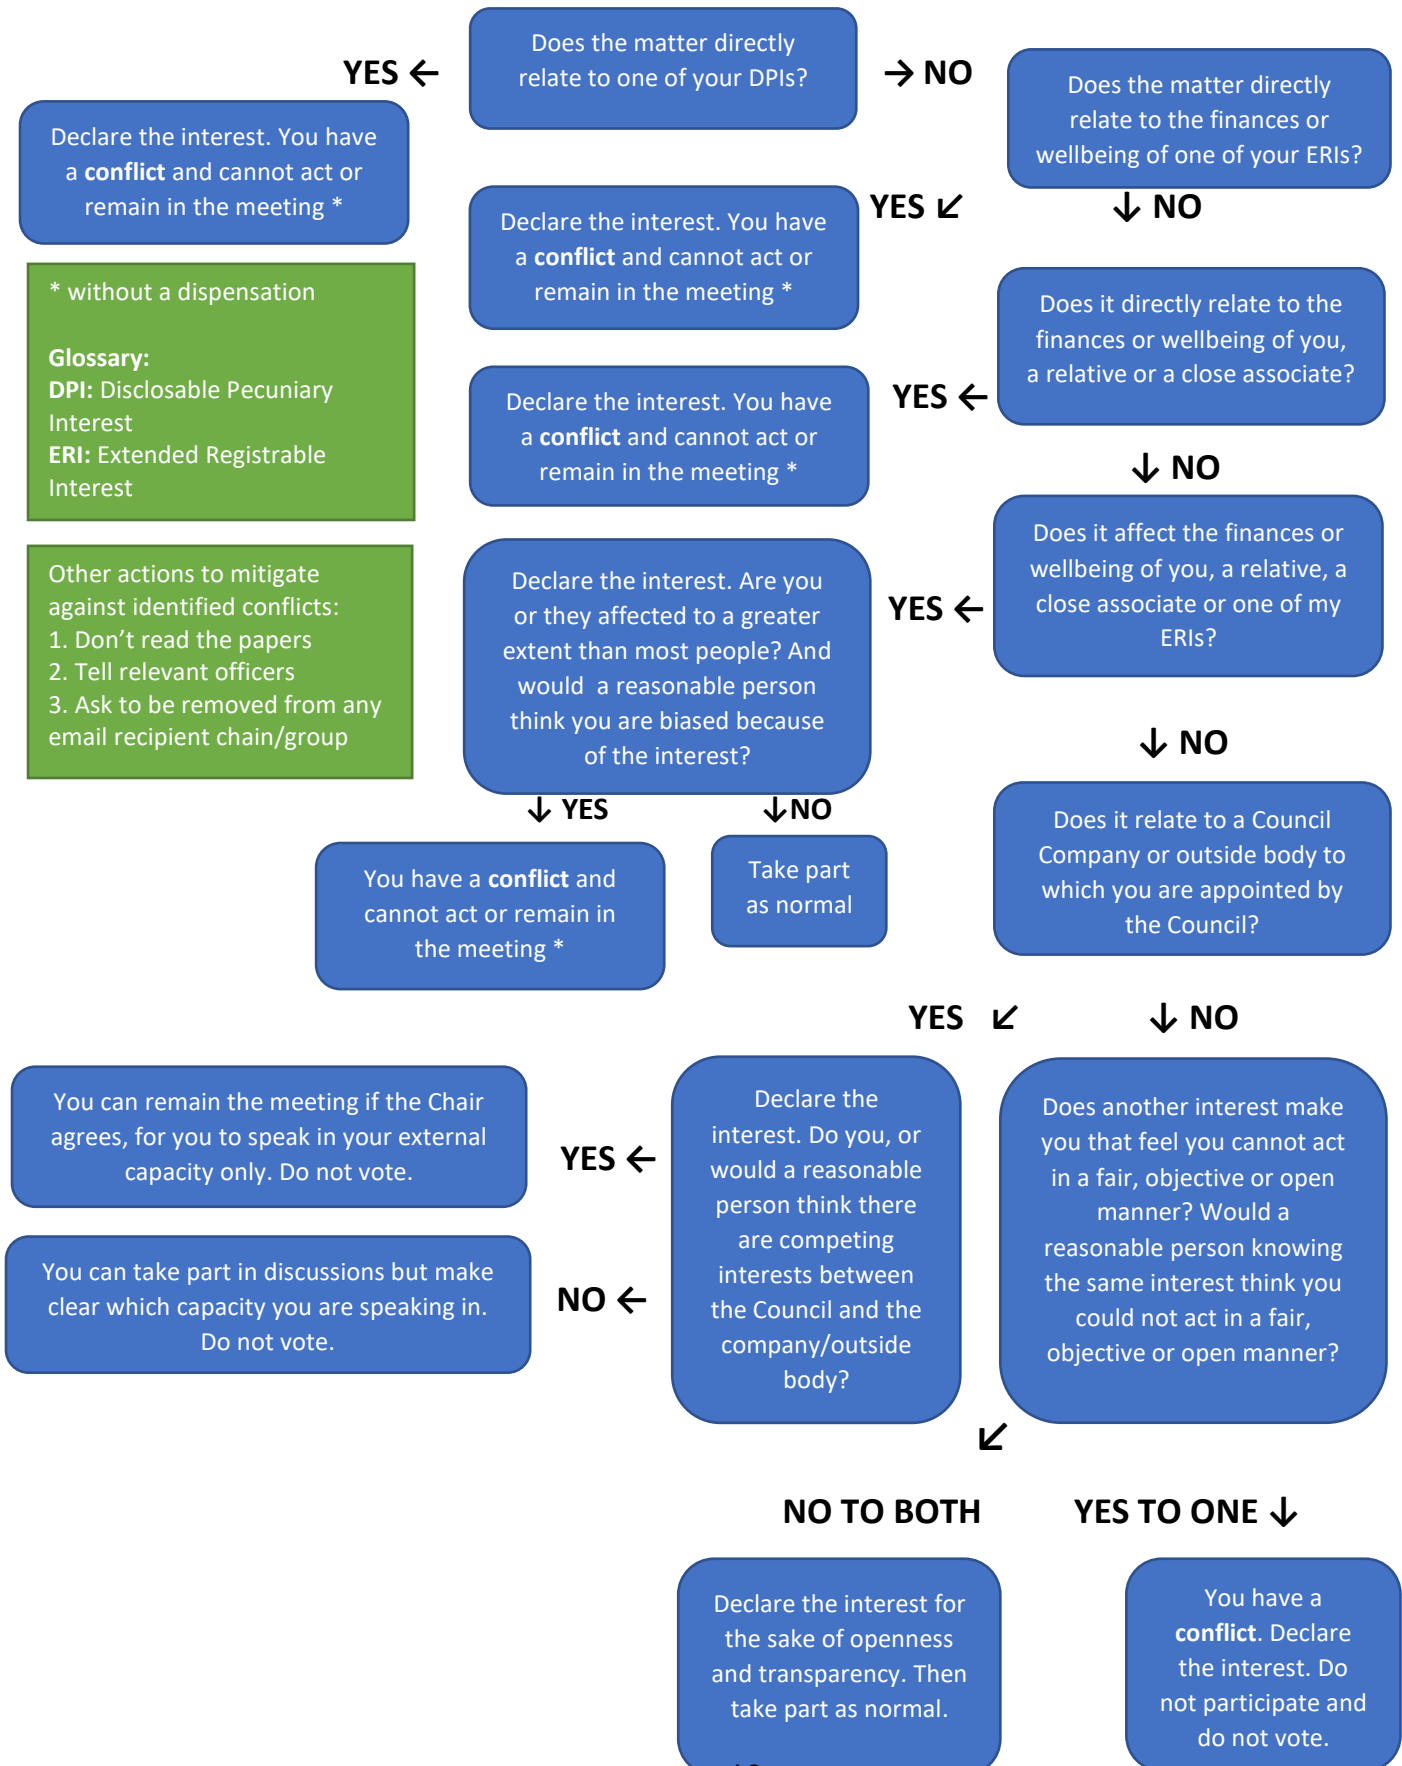 Does the matter directly
relate to one of your DPIs?
YES ←
→ NO
Does the matter directly
relate to the finances or
wellbeing of one of your ERIs?
Declare the interest. You have
a conflict and cannot act or
remain in the meeting *
YES ↙
↓ NO
Declare the interest. You have
a conflict and cannot act or
remain in the meeting *
* without a dispensation
Glossary:
DPI: Disclosable Pecuniary
Interest
ERI: Extended Registrable
Interest
Does it directly relate to the
finances or wellbeing of you,
a relative or a close associate?
YES ←
Declare the interest. You have
a conflict and cannot act or
remain in the meeting *
↓ NO
Does it affect the finances or
wellbeing of you, a relative, a
close associate or one of my
ERIs?
YES ←
Declare the interest. Are you
or they affected to a greater
extent than most people? And
would  a reasonable person
think you are biased because
of the interest?
Other actions to mitigate
against identified conflicts:
1. Don’t read the papers
2. Tell relevant officers
3. Ask to be removed from any
email recipient chain/group
↓ NO
↓ YES
↓NO
You have a conflict and
cannot act or remain in
the meeting *
Take part
as normal
Does it relate to a Council
Company or outside body to
which you are appointed by
the Council?
YES ↙
↓ NO
Declare the
interest. Do you, or
would a reasonable
person think there
are competing
interests between
the Council and the
company/outside
body?
Does another interest make
you that feel you cannot act
in a fair, objective or open
manner? Would a
reasonable person knowing
the same interest think you
could not act in a fair,
objective or open manner?
YES ←
You can remain the meeting if the Chair
agrees, for you to speak in your external
capacity only. Do not vote.
NO ←
You can take part in discussions but make
clear which capacity you are speaking in.
Do not vote.
↙
NO TO BOTH
YES TO ONE ↓
Declare the interest for
the sake of openness
and transparency. Then
take part as normal.
You have a
conflict. Declare
the interest. Do
not participate and
do not vote.